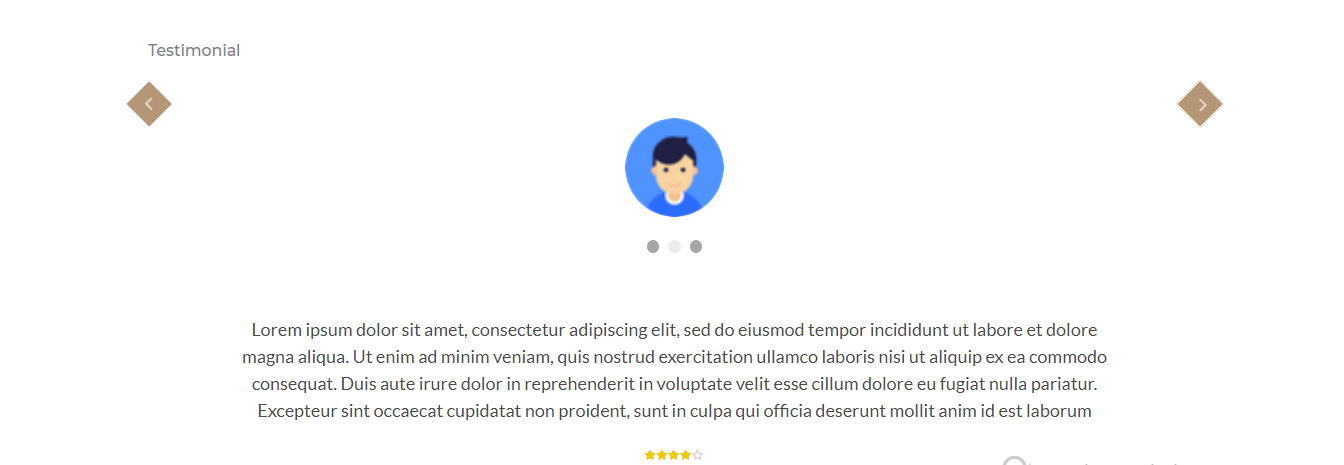 Testimonial
Lorem ipsum dolor sit amet, consectetur adipiscing elit, sed do eiusmod tempor incididunt ut labore et dolore
magna aliqua. Ut enim ad minim veniam, quis nostrud exercitation ullamco laboris nisi ut aliquip ex ea commodo
consequat. Duis aute irure dolor in reprehenderit in voluptate velit esse cillum dolore eu fugiat nulla pariatur.
Excepteur sint occaecat cupidatat non proident, sunt in culpa qui officia deserunt mollit anim id est laborum